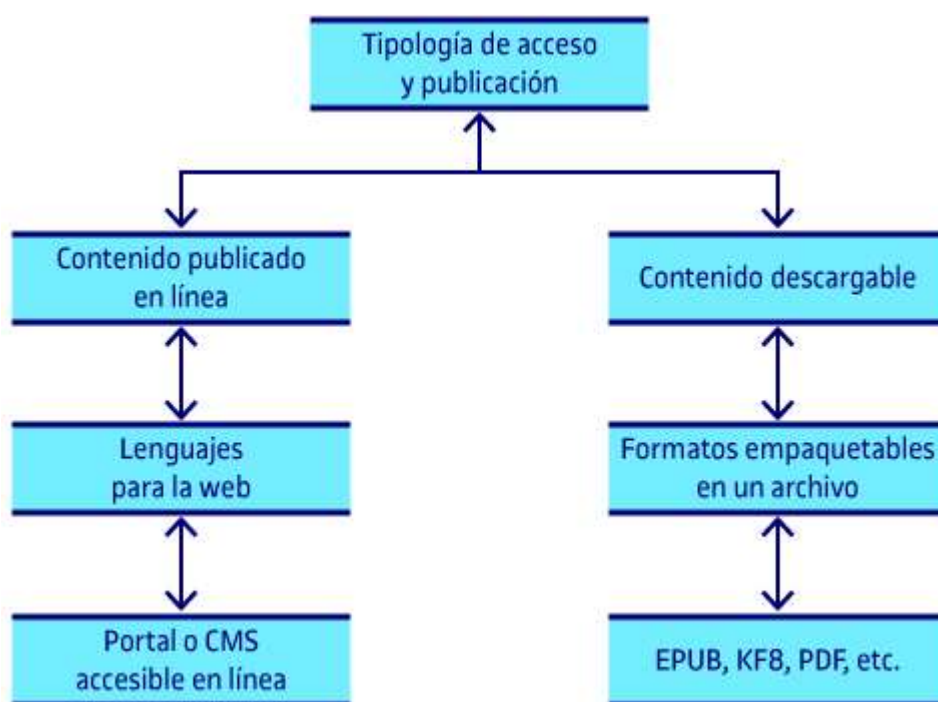 Tipología de acceso
y publicación
Contenido publicado
en línea
Contenido descargable
Lenguajes
para la web
Formatos empaquetables
en un archivo
Portal o CMS
accesible en línea
EPUB, KF8, PDF, etc.